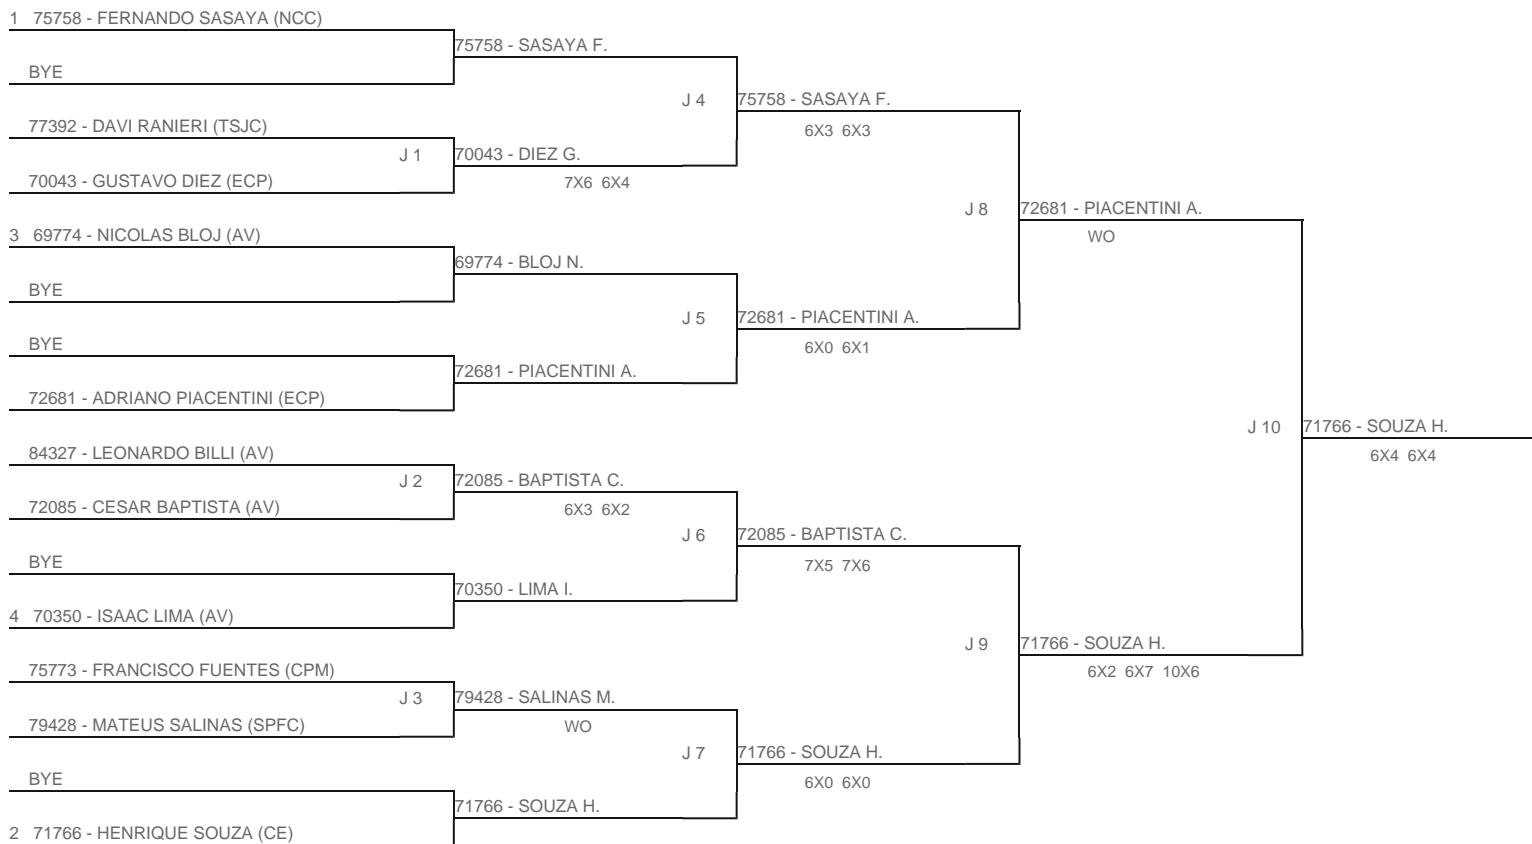 1 75758 - FERNANDO SASAYA (NCC)
75758 - SASAYA F.
BYE
J 4
75758 - SASAYA F.
6X3 6X3
77392 - DAVI RANIERI (TSJC)
J 1
70043 - DIEZ G.
7X6 6X4
70043 - GUSTAVO DIEZ (ECP)
J 8
72681 - PIACENTINI A.
WO
3 69774 - NICOLAS BLOJ (AV)
69774 - BLOJ N.
BYE
J 5
72681 - PIACENTINI A.
6X0 6X1
BYE
72681 - PIACENTINI A.
72681 - ADRIANO PIACENTINI (ECP)
J 10
71766 - SOUZA H.
6X4 6X4
84327 - LEONARDO BILLI (AV)
J 2
72085 - BAPTISTA C.
6X3 6X2
72085 - CESAR BAPTISTA (AV)
J 6
72085 - BAPTISTA C.
7X5 7X6
BYE
70350 - LIMA I.
4 70350 - ISAAC LIMA (AV)
J 9
71766 - SOUZA H.
6X2 6X7 10X6
75773 - FRANCISCO FUENTES (CPM)
J 3
79428 - SALINAS M.
WO
79428 - MATEUS SALINAS (SPFC)
J 7
71766 - SOUZA H.
6X0 6X0
BYE
71766 - SOUZA H.
2 71766 - HENRIQUE SOUZA (CE)